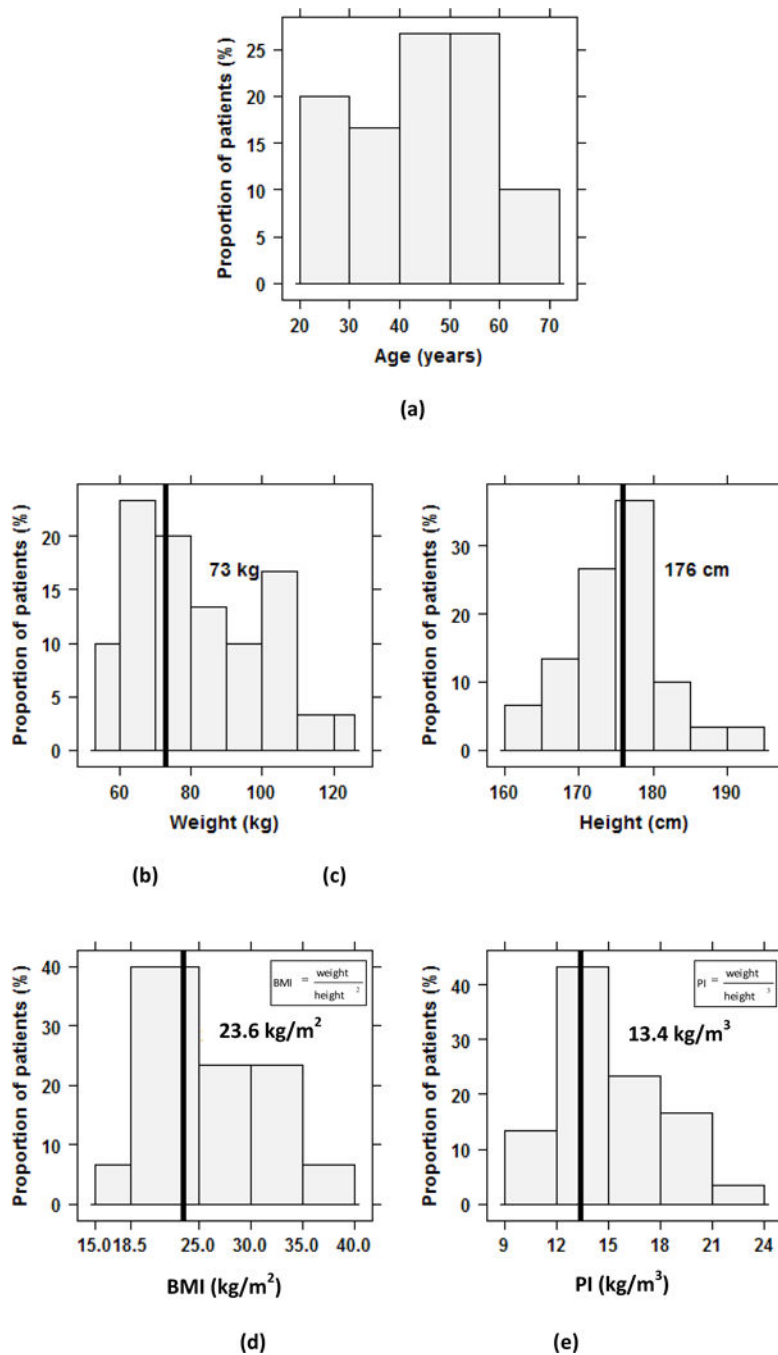 Proportion of patients (%)
25
20
15
10
5
0
20 30 40 50 60 70
Age (years)
(a)
Proportion of patients (%)
20
15
10
5
0
73 kg
60 80 100 120
Weight (kg)
Proportion of patients (%)
30
20
10
0
176 cm
160 170 180 190
Height (cm)
(b) (c)
Proportion of patients (%)
40
30
20
10
0
BMI = weight
height 2
23.6 kg/m²
15.0 18.5 25.0 30.0 35.0 40.0
BMI (kg/m²)
Proportion of patients (%)
40
30
20
10
0
PI = weight
height 3
13.4 kg/m³
9 12 15 18 21 24
PI (kg/m³)
(d) (e)